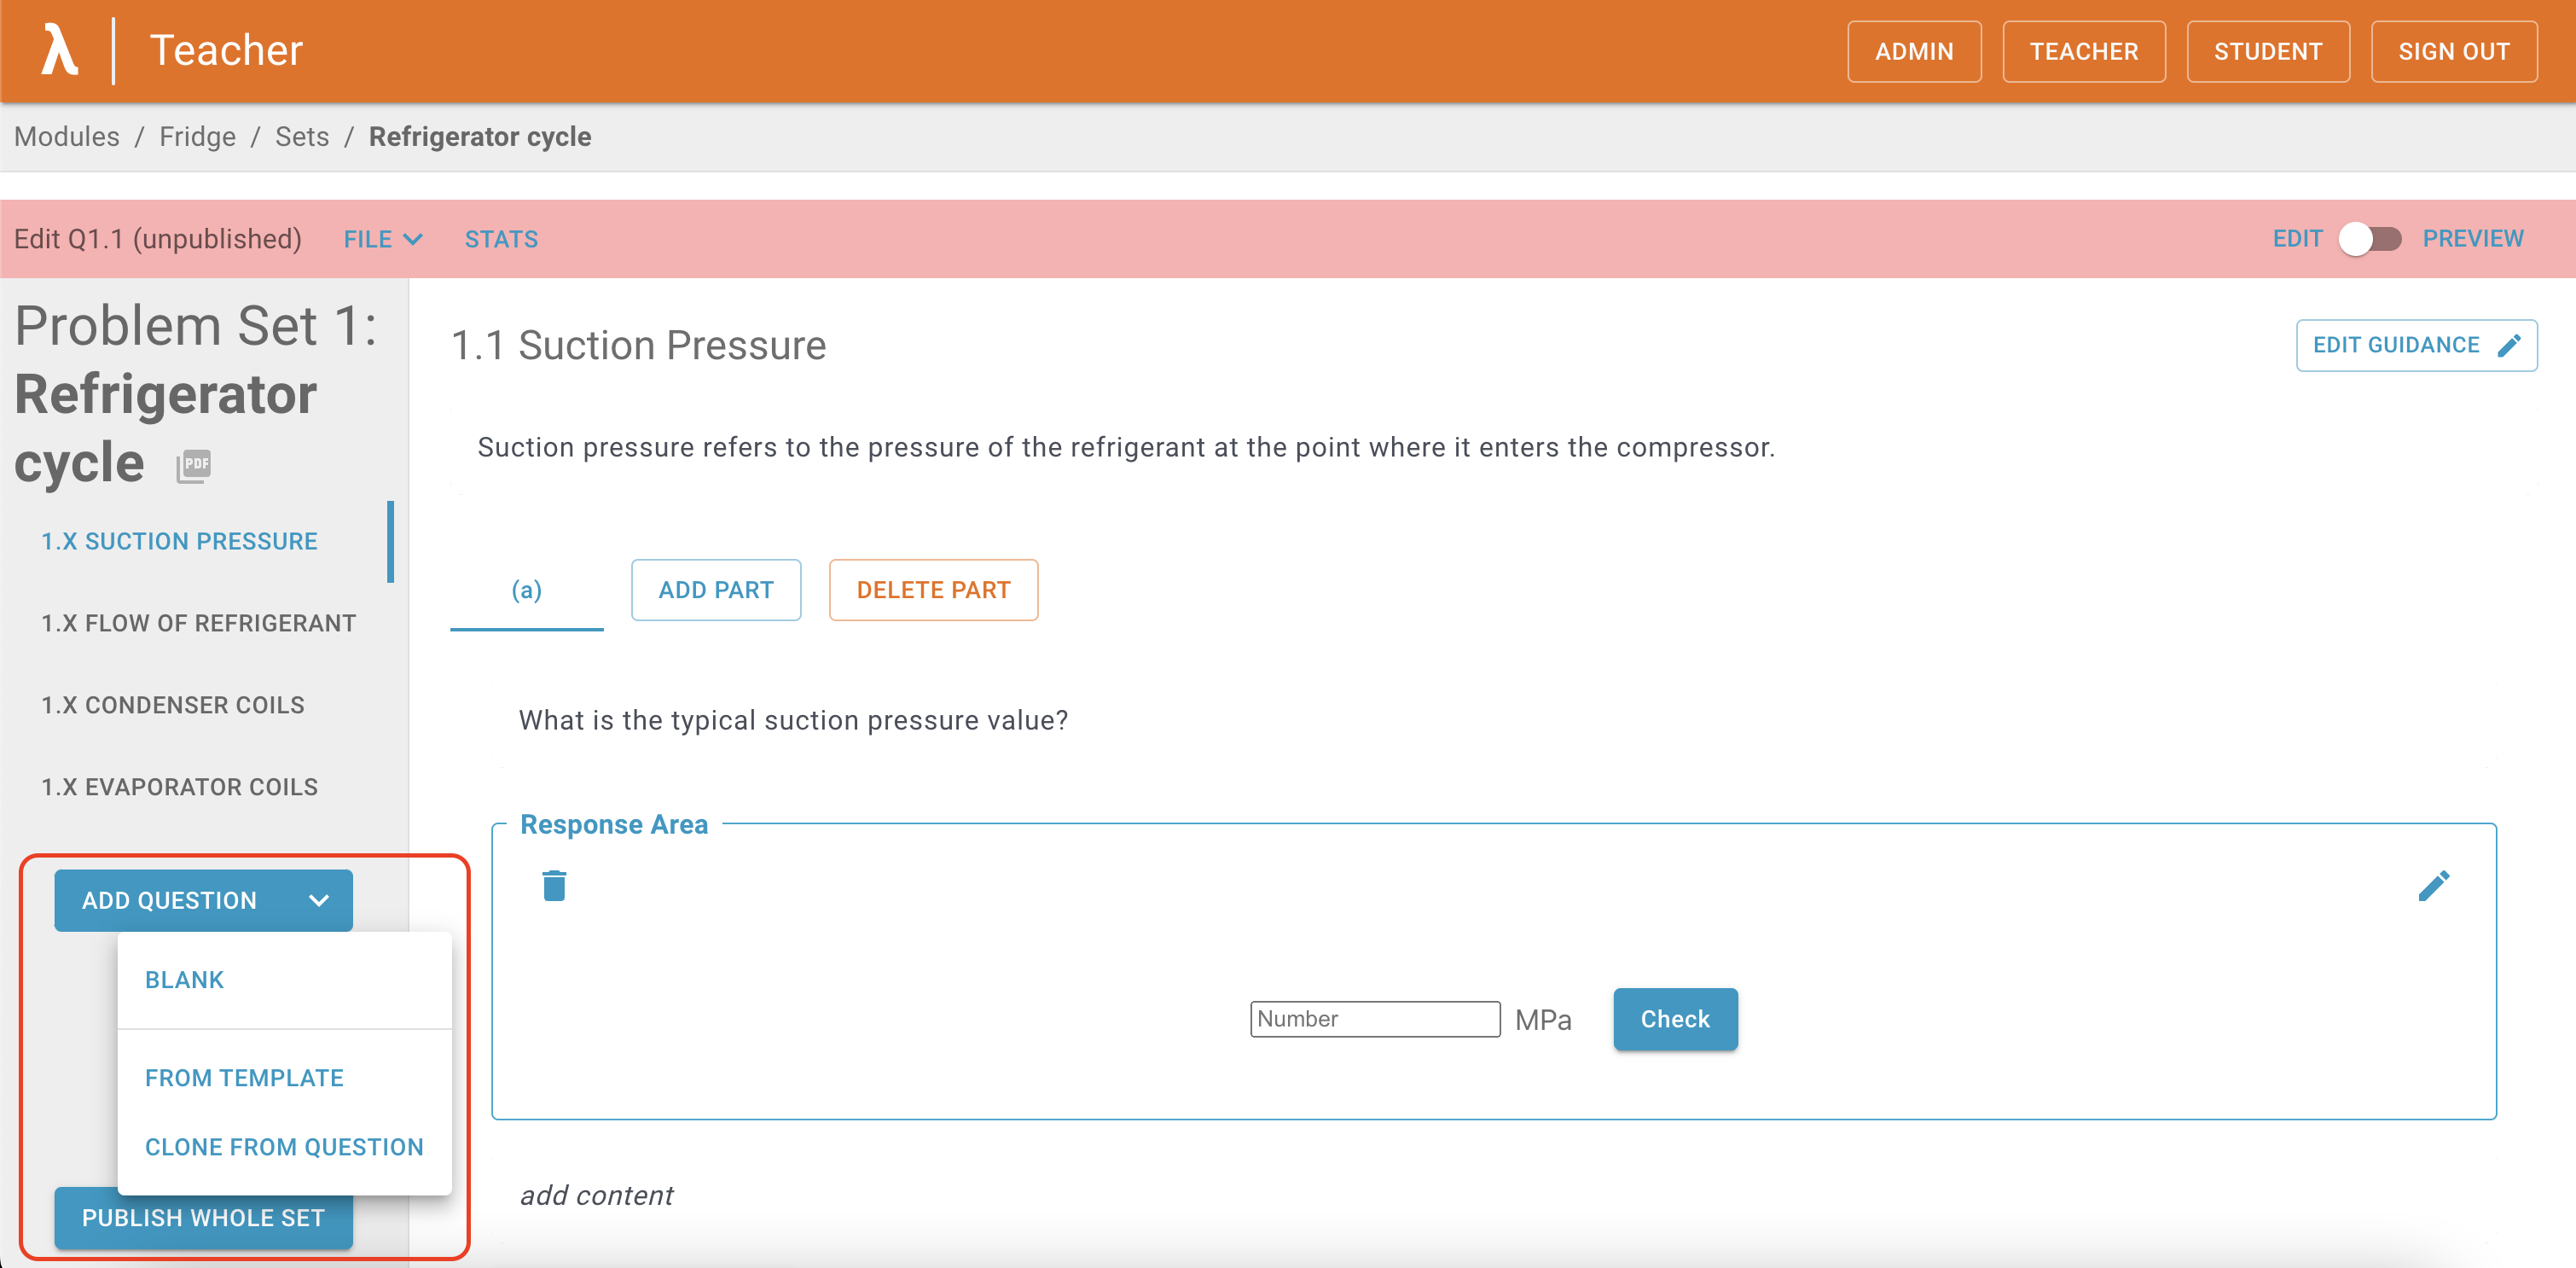 λ | Teacher
ADMIN
TEACHER
STUDENT
SIGN OUT
Modules / Fridge / Sets / Refrigerator cycle
Edit Q1.1 (unpublished)
FILE
STATS
EDIT
PREVIEW
Problem Set 1:
Refrigerator
cycle
PDF
1.X SUCTION PRESSURE
1.X FLOW OF REFRIGERANT
1.X CONDENSER COILS
1.X EVAPORATOR COILS
ADD QUESTION
BLANK
FROM TEMPLATE
CLONE FROM QUESTION
PUBLISH WHOLE SET
1.1 Suction Pressure
EDIT GUIDANCE
Suction pressure refers to the pressure of the refrigerant at the point where it enters the compressor.
(a)
ADD PART
DELETE PART
What is the typical suction pressure value?
Response Area
Number
MPa
Check
add content